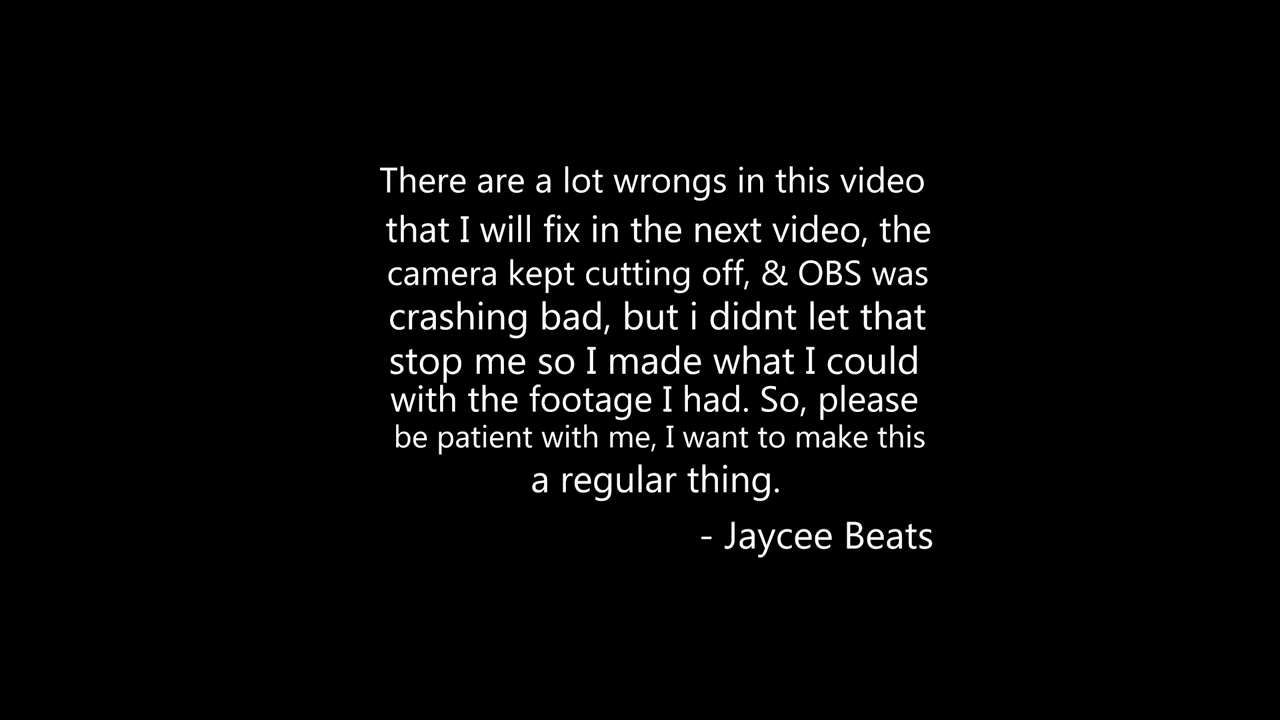 There are a lot wrongs in this video
that I will fix in the next video, the
camera kept cutting off, & OBS was
crashing bad, but i didnt let that
stop me so I made what I could
with the footage I had. So, please
be patient with me, I want to make this
a regular thing.
- Jaycee Beats